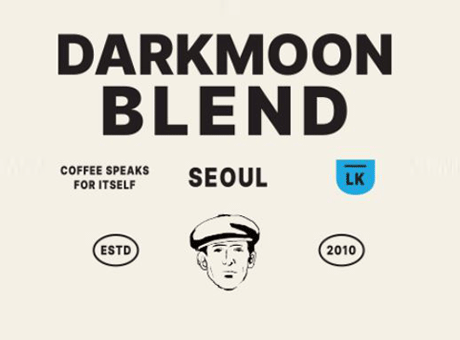 DARKMOON
BLEND
COFFEE SPEAKS
FOR ITSELF
SEOUL
LK
ESTD
2010